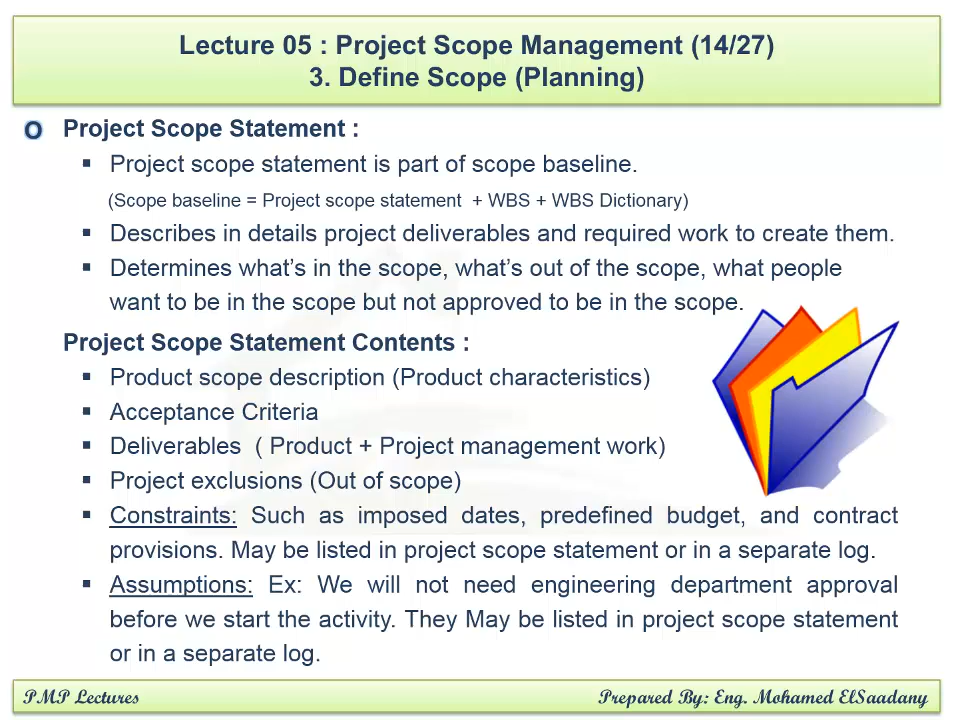 Lecture 05 : Project Scope Management (14/27)
3. Define Scope (Planning)
o Project Scope Statement :
▪ Project scope statement is part of scope baseline.
(Scope baseline = Project scope statement + WBS + WBS Dictionary)
▪ Describes in details project deliverables and required work to create them.
▪ Determines what's in the scope, what's out of the scope, what people
want to be in the scope but not approved to be in the scope.
Project Scope Statement Contents :
▪ Product scope description (Product characteristics)
▪ Acceptance Criteria
▪ Deliverables ( Product + Project management work)
▪ Project exclusions (Out of scope)
▪ Constraints: Such as imposed dates, predefined budget, and contract
provisions. May be listed in project scope statement or in a separate log.
▪ Assumptions: Ex: We will not need engineering department approval
before we start the activity. They May be listed in project scope statement
or in a separate log.
PMP Lectures
Prepared By: Eng. Mohamed ElSaadany